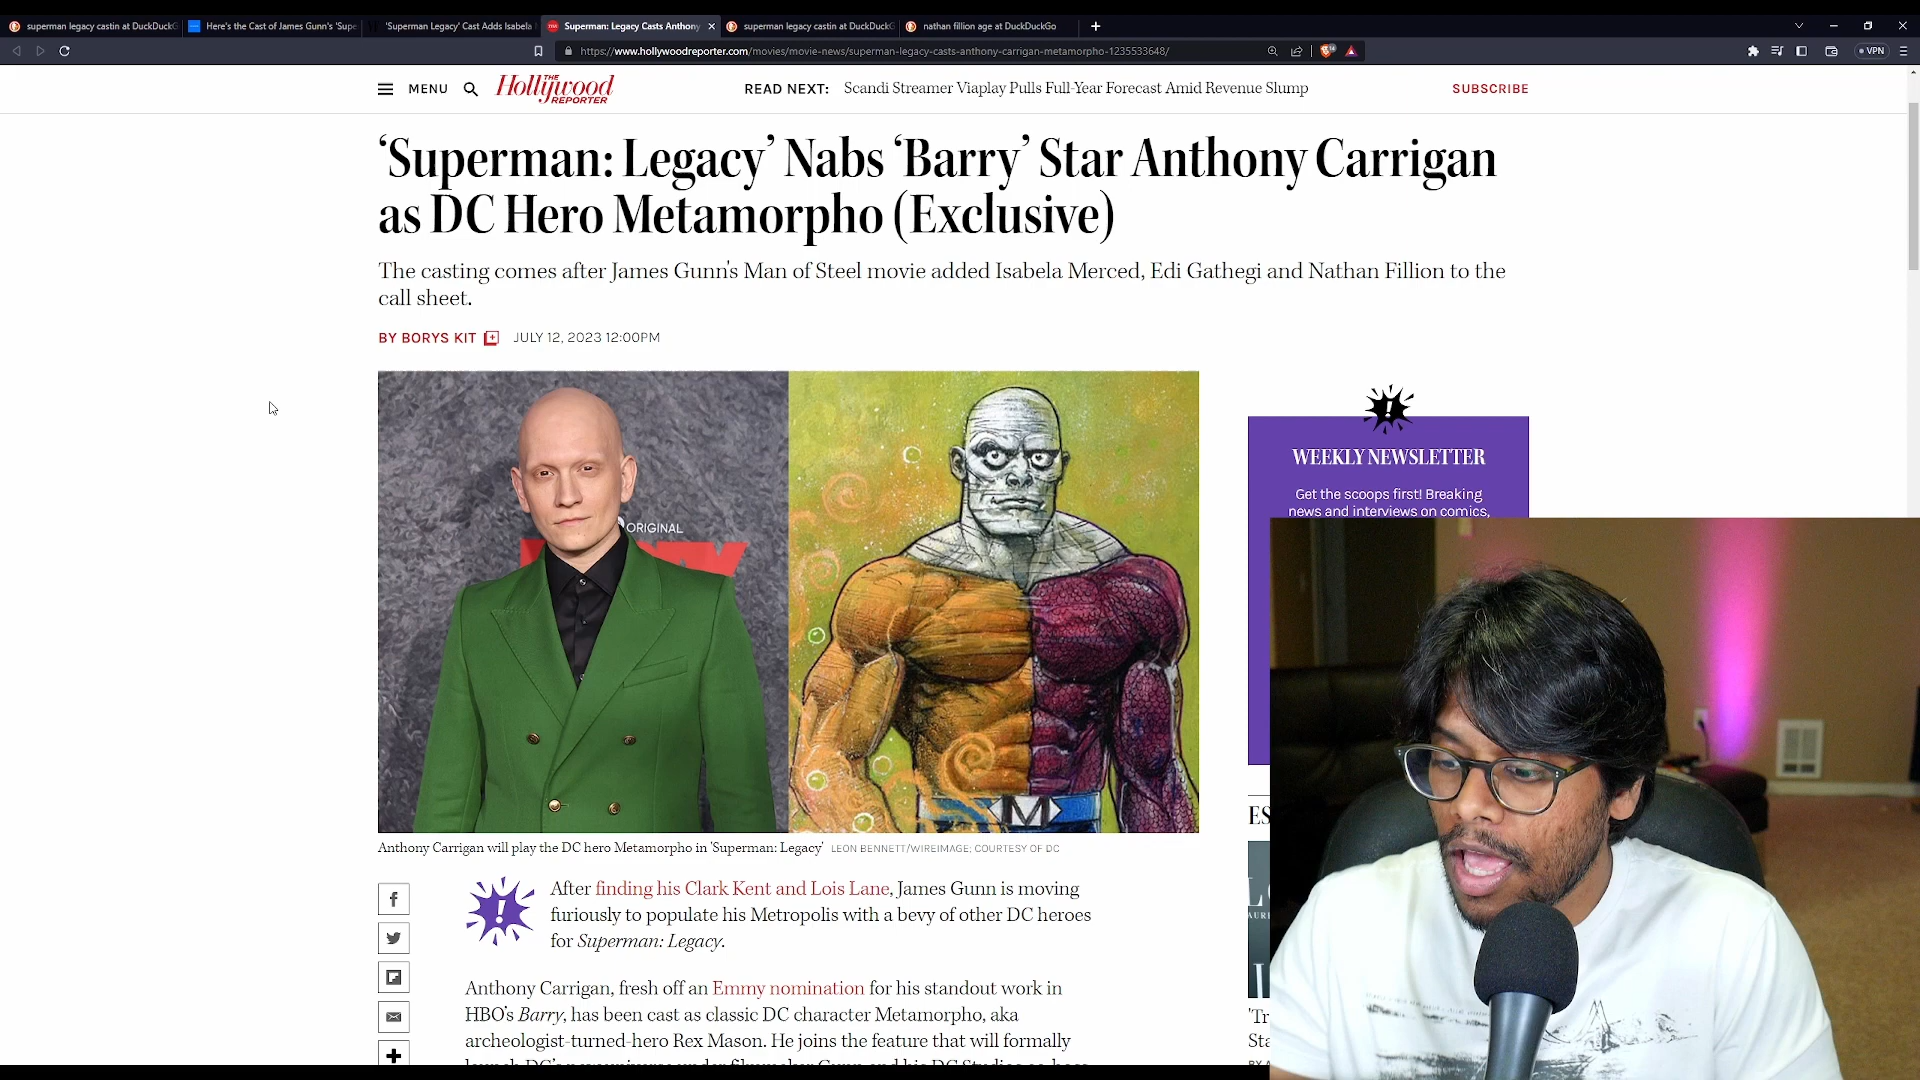 superman legacy castin at DuckDuckG
Here's the Cast of James Gunn's 'Supe
'Superman Legacy' Cast Adds Isabela
Superman: Legacy Casts Anthony
superman legacy castin at DuckDuckG
nathan fillion age at DuckDuckGo
https://www.hollywoodreporter.com/movies/movie-news/superman-legacy-casts-anthony-carrigan-metamorpho-1235533648/
VPN
MENU
THE
Hollywood
REPORTER
READ NEXT: Scandi Streamer Viaplay Pulls Full-Year Forecast Amid Revenue Slump
SUBSCRIBE
‘Superman: Legacy’ Nabs ‘Barry’ Star Anthony Carrigan
as DC Hero Metamorpho (Exclusive)
The casting comes after James Gunn's Man of Steel movie added Isabela Merced, Edi Gathegi and Nathan Fillion to the
call sheet.
BY BORYS KIT
JULY 12, 2023 12:00PM
ORIGINAL
M
WEEKLY NEWSLETTER
Get the scoops first! Breaking
news and interviews on comics,
Anthony Carrigan will play the DC hero Metamorpho in 'Superman: Legacy' LEON BENNETT/WIREIMAGE; COURTESY OF DC
After finding his Clark Kent and Lois Lane, James Gunn is moving
furiously to populate his Metropolis with a bevy of other DC heroes
for Superman: Legacy.
Anthony Carrigan, fresh off an Emmy nomination for his standout work in
HBO's Barry, has been cast as classic DC character Metamorpho, aka
archeologist-turned-hero Rex Mason. He joins the feature that will formally
ES
'Tr
Sta